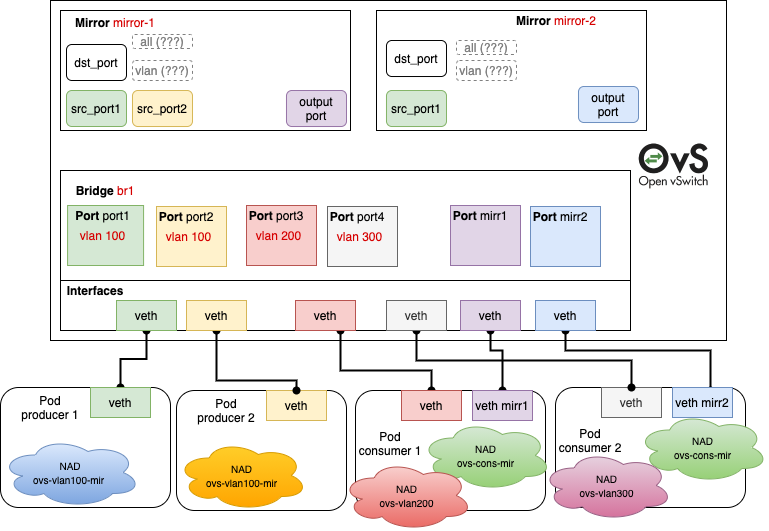 Mirror mirror-1
all (???)
dst_port
vlan (???)
src_port1
src_port2
output
port
Mirror mirror-2
all (???)
dst_port
vlan (???)
src_port1
output
port
OvS
Open vSwitch
Bridge br1
Port port1
vlan 100
Port port2
vlan 100
Port port3
vlan 200
Port port4
vlan 300
Port mirr1
Port mirr2
Interfaces
veth
veth
veth
veth
veth
veth
Pod
producer 1
veth
NAD
ovs-vlan100-mir
Pod
producer 2
veth
NAD
ovs-vlan100-mir
veth
veth mirr1
Pod
consumer 1
NAD
ovs-cons-mir
NAD
ovs-vlan200
veth
veth mirr2
Pod
consumer 2
NAD
ovs-cons-mir
NAD
ovs-vlan300